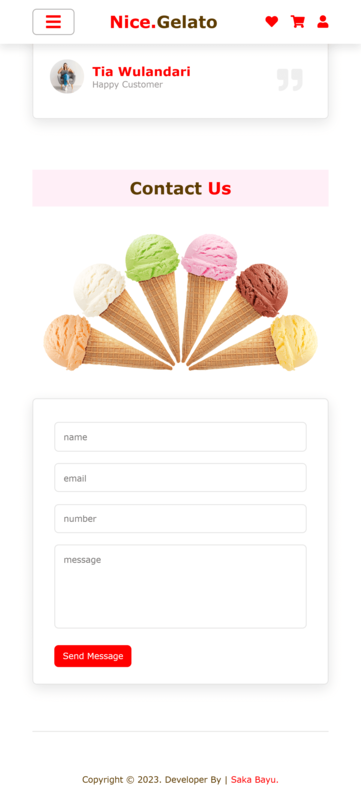 Nice.Gelato
Tia Wulandari
Happy Customer
Contact Us
name
email
number
message
Send Message
Copyright © 2023. Developer By | Saka Bayu.